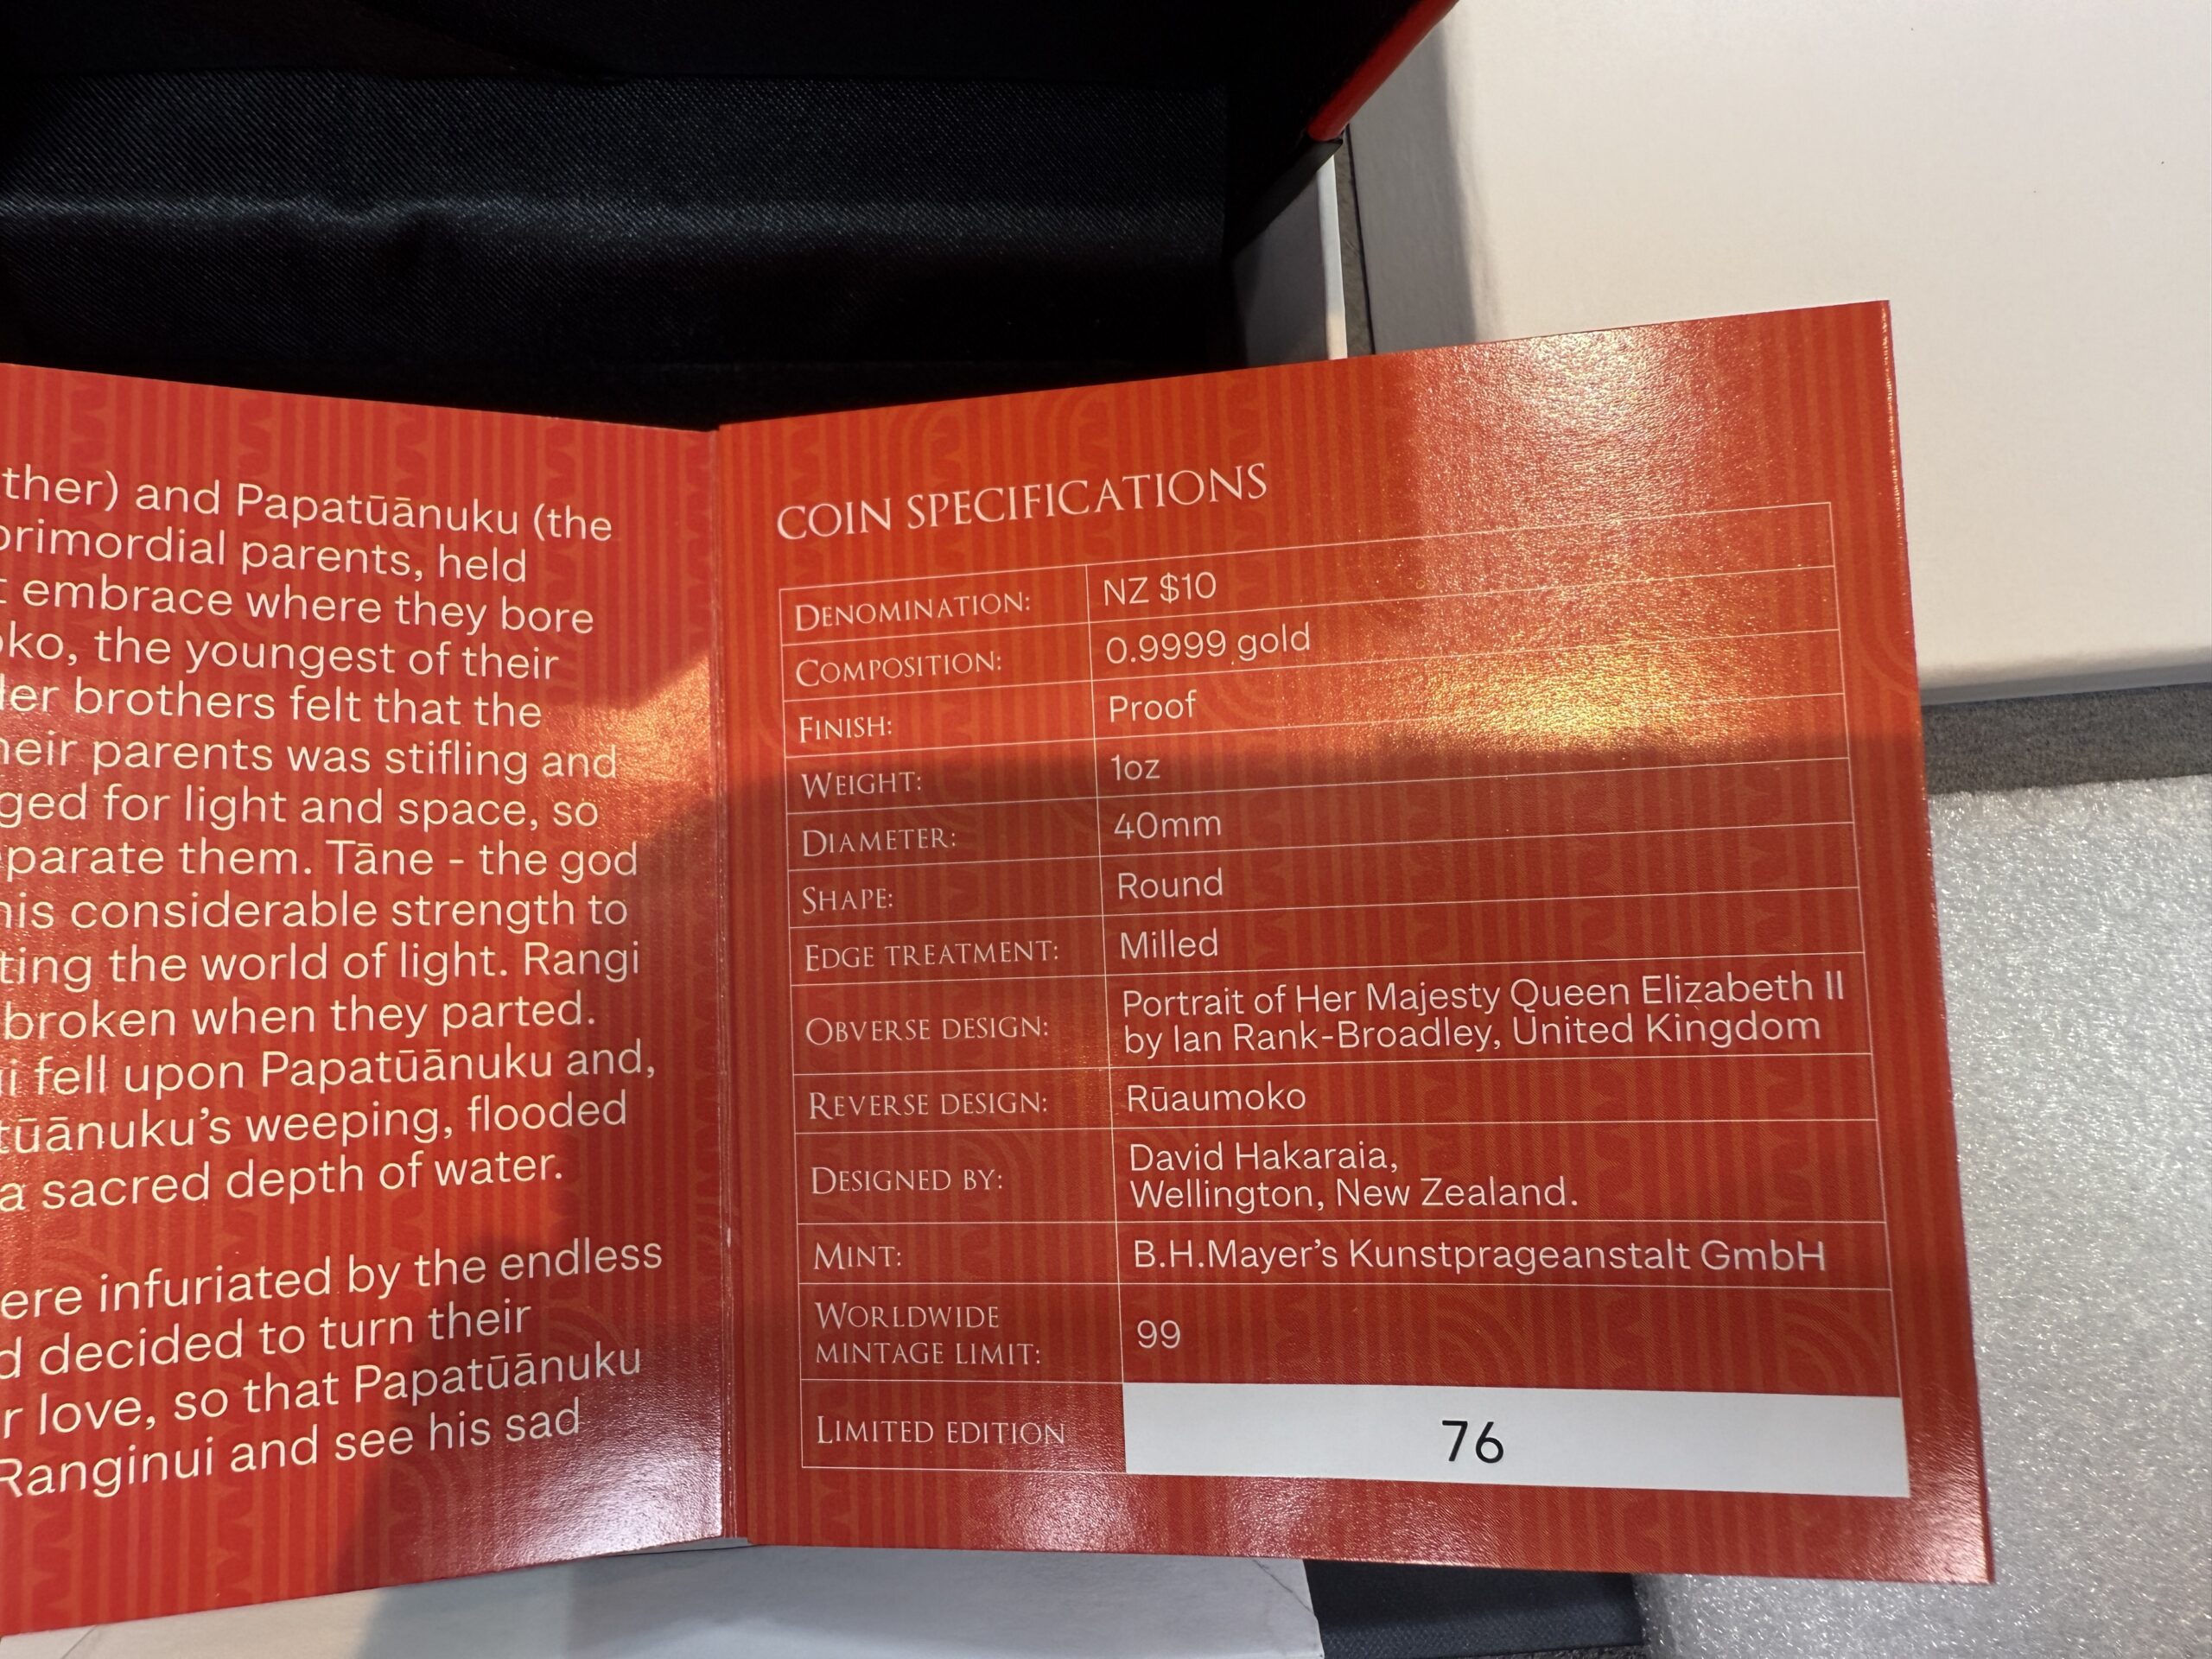 ther) and Papatūānuku (the
primordial parents, held
embrace where they bore
oko, the youngest of their
der brothers felt that the
heir parents was stifling and
ged for light and space, so
eparate them. Tāne - the god
his considerable strength to
ting the world of light. Rangi
broken when they parted.
ui fell upon Papatūānuku and,
tūānuku's weeping, flooded
a sacred depth of water.
ere infuriated by the endless
d decided to turn their
r love, so that Papatūānuku
Ranginui and see his sad
COIN SPECIFICATIONS
DENOMINATION: NZ $10
COMPOSITION: 0.9999 gold
FINISH: Proof
WEIGHT: 1oz
DIAMETER: 40mm
SHAPE: Round
EDGE TREATMENT: Milled
OBVERSE DESIGN: Portrait of Her Majesty Queen Elizabeth II
by Ian Rank-Broadley, United Kingdom
REVERSE DESIGN: Rūaumoko
DESIGNED BY: David Hakaraia,
Wellington, New Zealand.
MINT: B.H.Mayer's Kunstprageanstalt GmbH
WORLDWIDE
MINTAGE LIMIT: 99
LIMITED EDITION 76